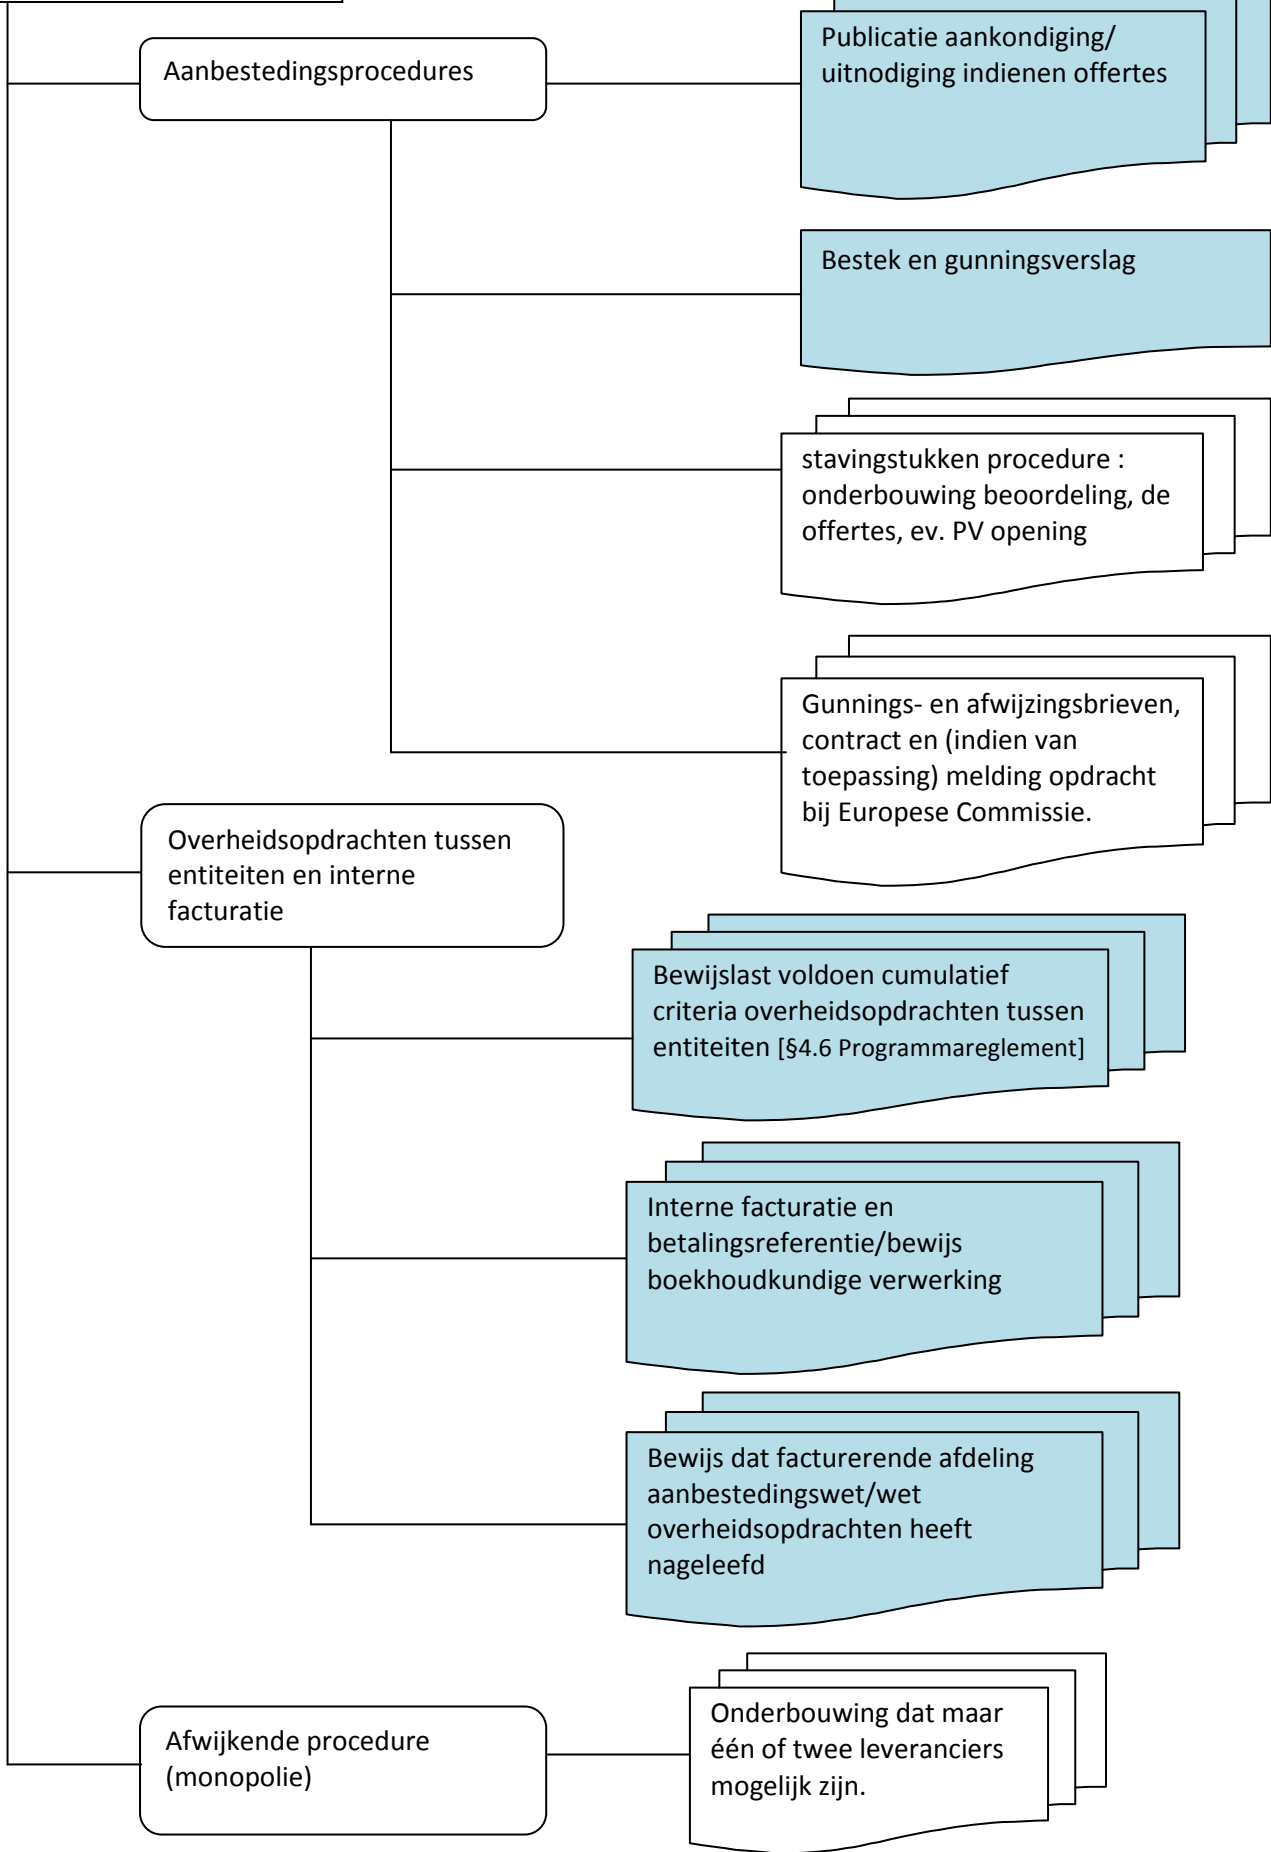 Aanbestedingsprocedures
Publicatie aankondiging/
uitnodiging indienen offertes
Bestek en gunningsverslag
stavingstukken procedure :
onderbouwing beoordeling, de
offertes, ev. PV opening
Gunnings- en afwijzingsbrieven,
contract en (indien van
toepassing) melding opdracht
bij Europese Commissie.
Overheidsopdrachten tussen
entiteiten en interne
facturatie
Bewijslast voldoen cumulatief
criteria overheidsopdrachten tussen
entiteiten [§4.6 Programmareglement]
Interne facturatie en
betalingsreferentie/bewijs
boekhoudkundige verwerking
Bewijs dat facturerende afdeling
aanbestedingswet/wet
overheidsopdrachten heeft
nageleefd
Afwijkende procedure
(monopolie)
Onderbouwing dat maar
één of twee leveranciers
mogelijk zijn.